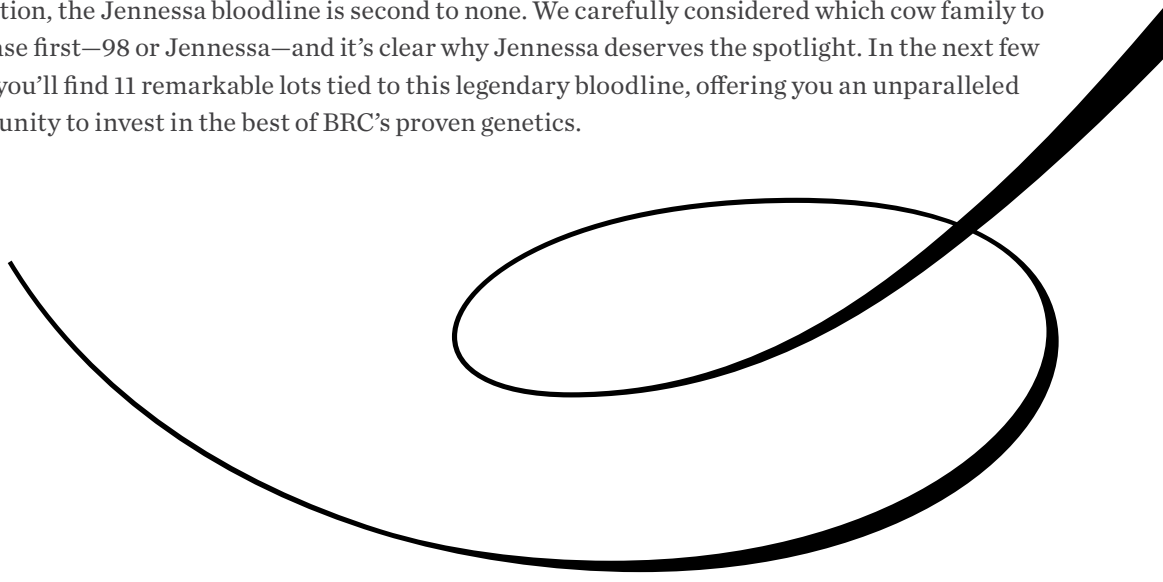 tion, the Jennessa bloodline is second to none. We carefully considered which cow family to
se first—98 or Jennessa—and it’s clear why Jennessa deserves the spotlight. In the next few
you’ll find 11 remarkable lots tied to this legendary bloodline, offering you an unparalleled
unity to invest in the best of BRC’s proven genetics.